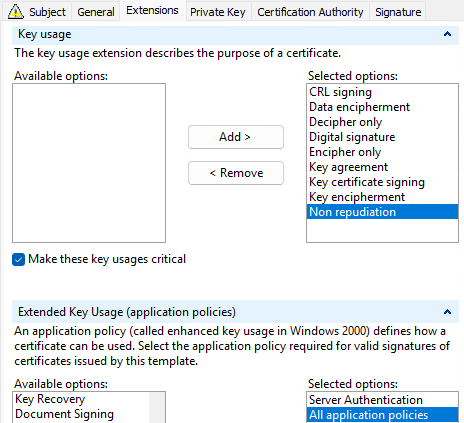 Subject General Extensions Private Key Certification Authority Signature
Key usage
The key usage extension describes the purpose of a certificate.
Available options:
Selected options:
CRL signing
Data encipherment
Decipher only
Digital signature
Encipher only
Key agreement
Key certificate signing
Key encipherment
Non repudiation
Add >
< Remove
Make these key usages critical
Extended Key Usage (application policies)
An application policy (called enhanced key usage in Windows 2000) defines how a
certificate can be used. Select the application policy required for valid signatures of
certificates issued by this template.
Available options:
Key Recovery
Document Signing
Selected options:
Server Authentication
All application policies